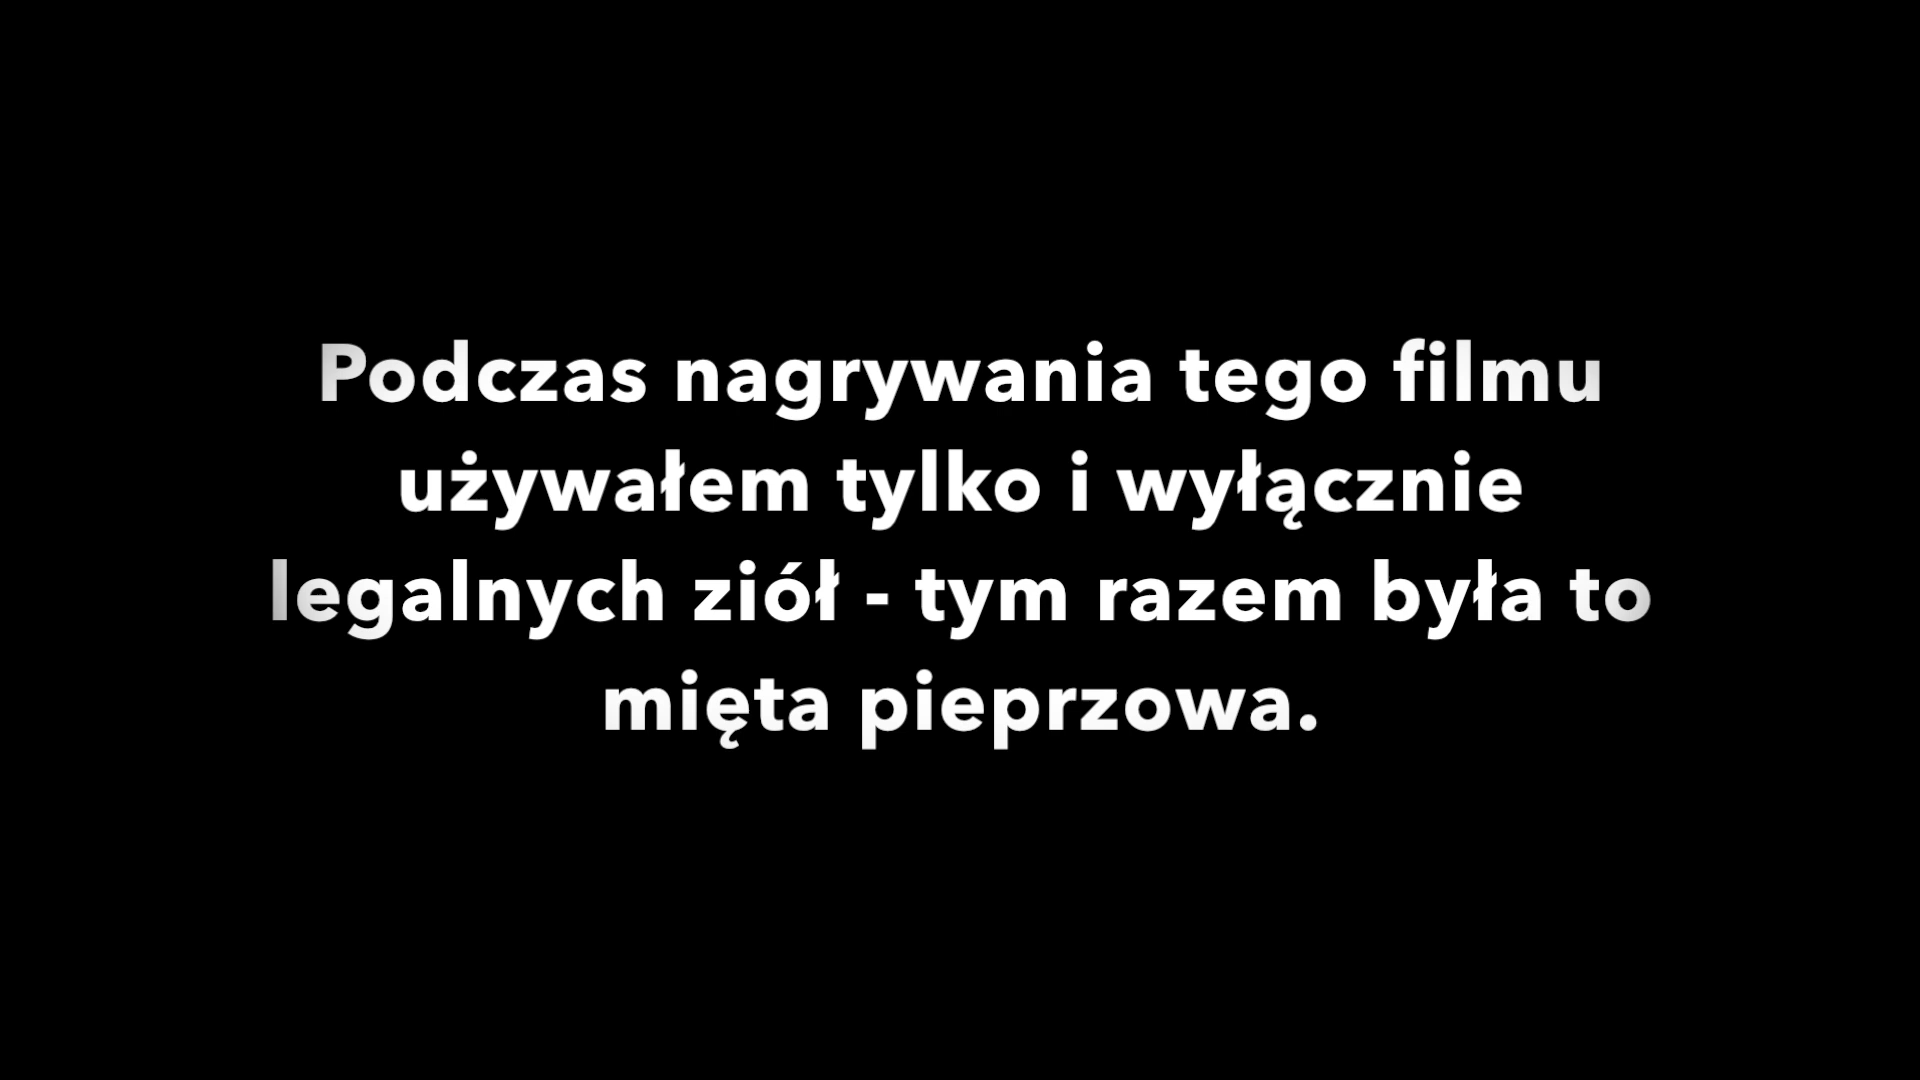 Podczas nagrywania tego filmu
używałem tylko i wyłącznie
legalnych ziół - tym razem była to
mięta pieprzowa.